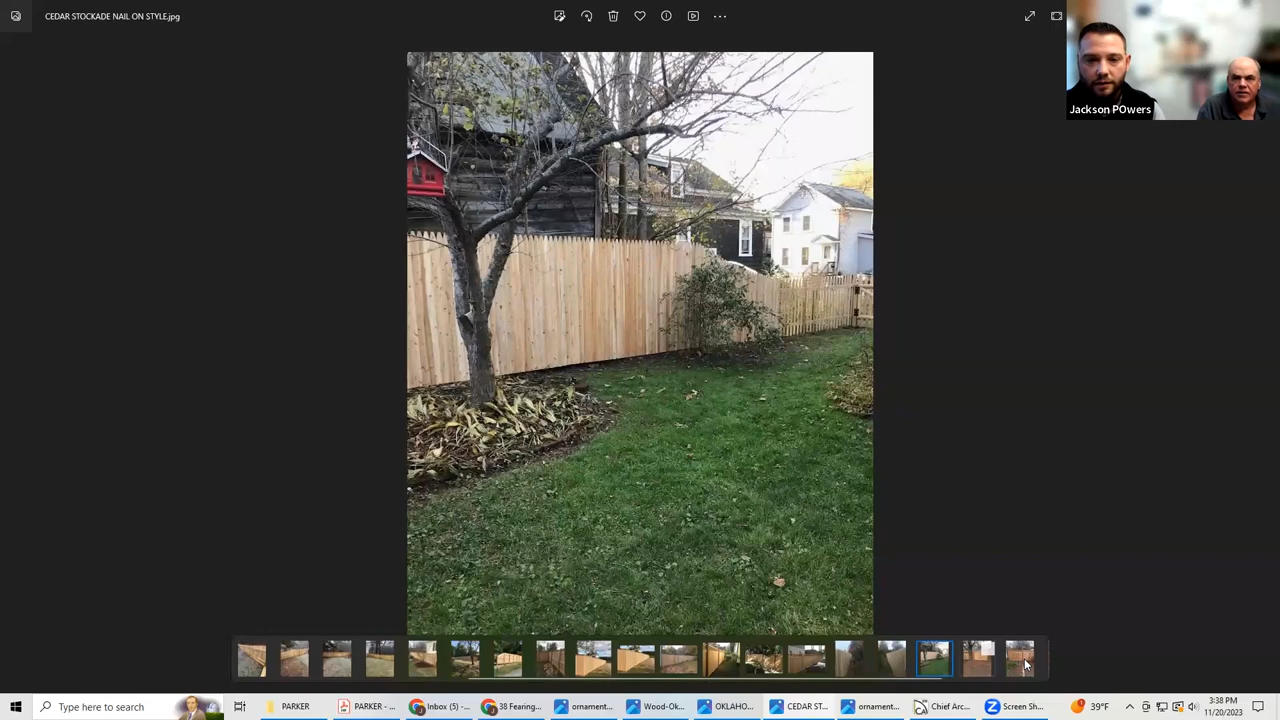 CEDAR STOCKADE NAIL ON STYLE.jpg
Jackson POwers
Type here to search
PARKER
PARKER - ...
Inbox (5) -...
38 Fearing...
ornament...
Wood-Ok...
OKLAHO...
CEDAR ST...
ornament...
Chief Arc...
Screen Sh...
39°F
3:38 PM
11/20/2023